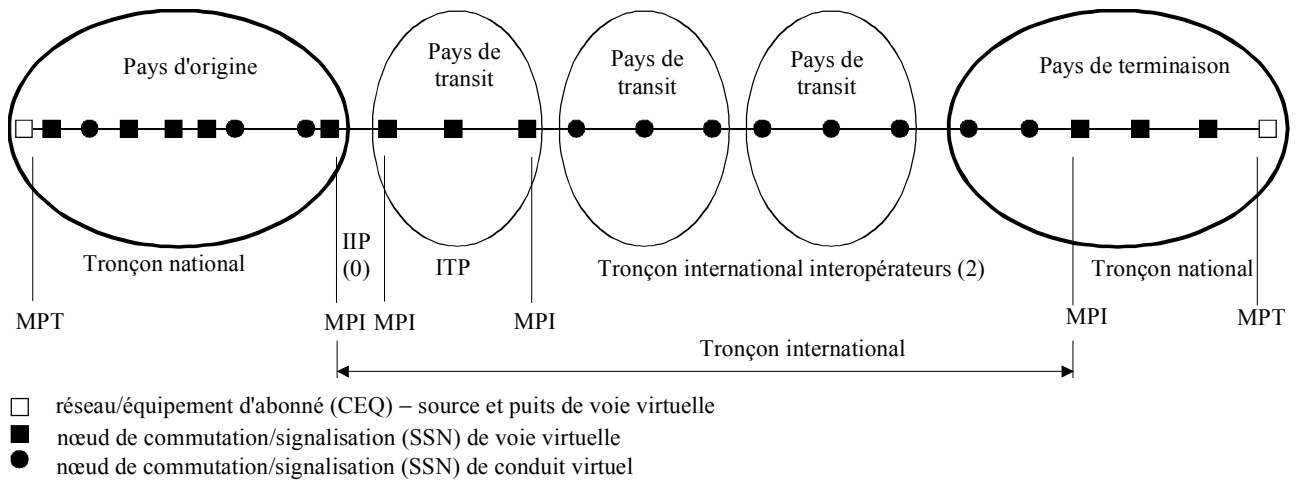 Pays d'origine
Pays de
transit
Pays de
transit
Pays de
transit
Pays de terminaison
Tronçon national
IIP
(0)
ITP
Tronçon international interopérateurs (2)
Tronçon national
MPT
MPI
MPI
MPI
MPI
MPT
Tronçon international
réseau/équipement d'abonné (CEQ) – source et puits de voie virtuelle
nœud de commutation/signalisation (SSN) de voie virtuelle
nœud de commutation/signalisation (SSN) de conduit virtuel